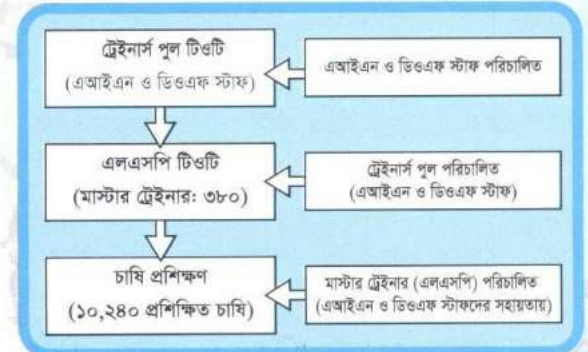 ট্রেইনার্স পুল টিওটি
(এআইএন ও ডিওএফ স্টাফ)
এআইএন ও ডিওএফ স্টাফ পরিচালিত
এলএসপি টিওটি
(মাস্টার ট্রেইনার: ৩৮০)
ট্রেইনার্স পুল পরিচালিত
(এআইএন ও ডিওএফ স্টাফ)
চাষি প্রশিক্ষণ
(১০,২৪০ প্রশিক্ষিত চাষি)
মাস্টার ট্রেইনার (এলএসপি) পরিচালিত
(এআইএন ও ডিওএফ স্টাফদের সহায়তায়)